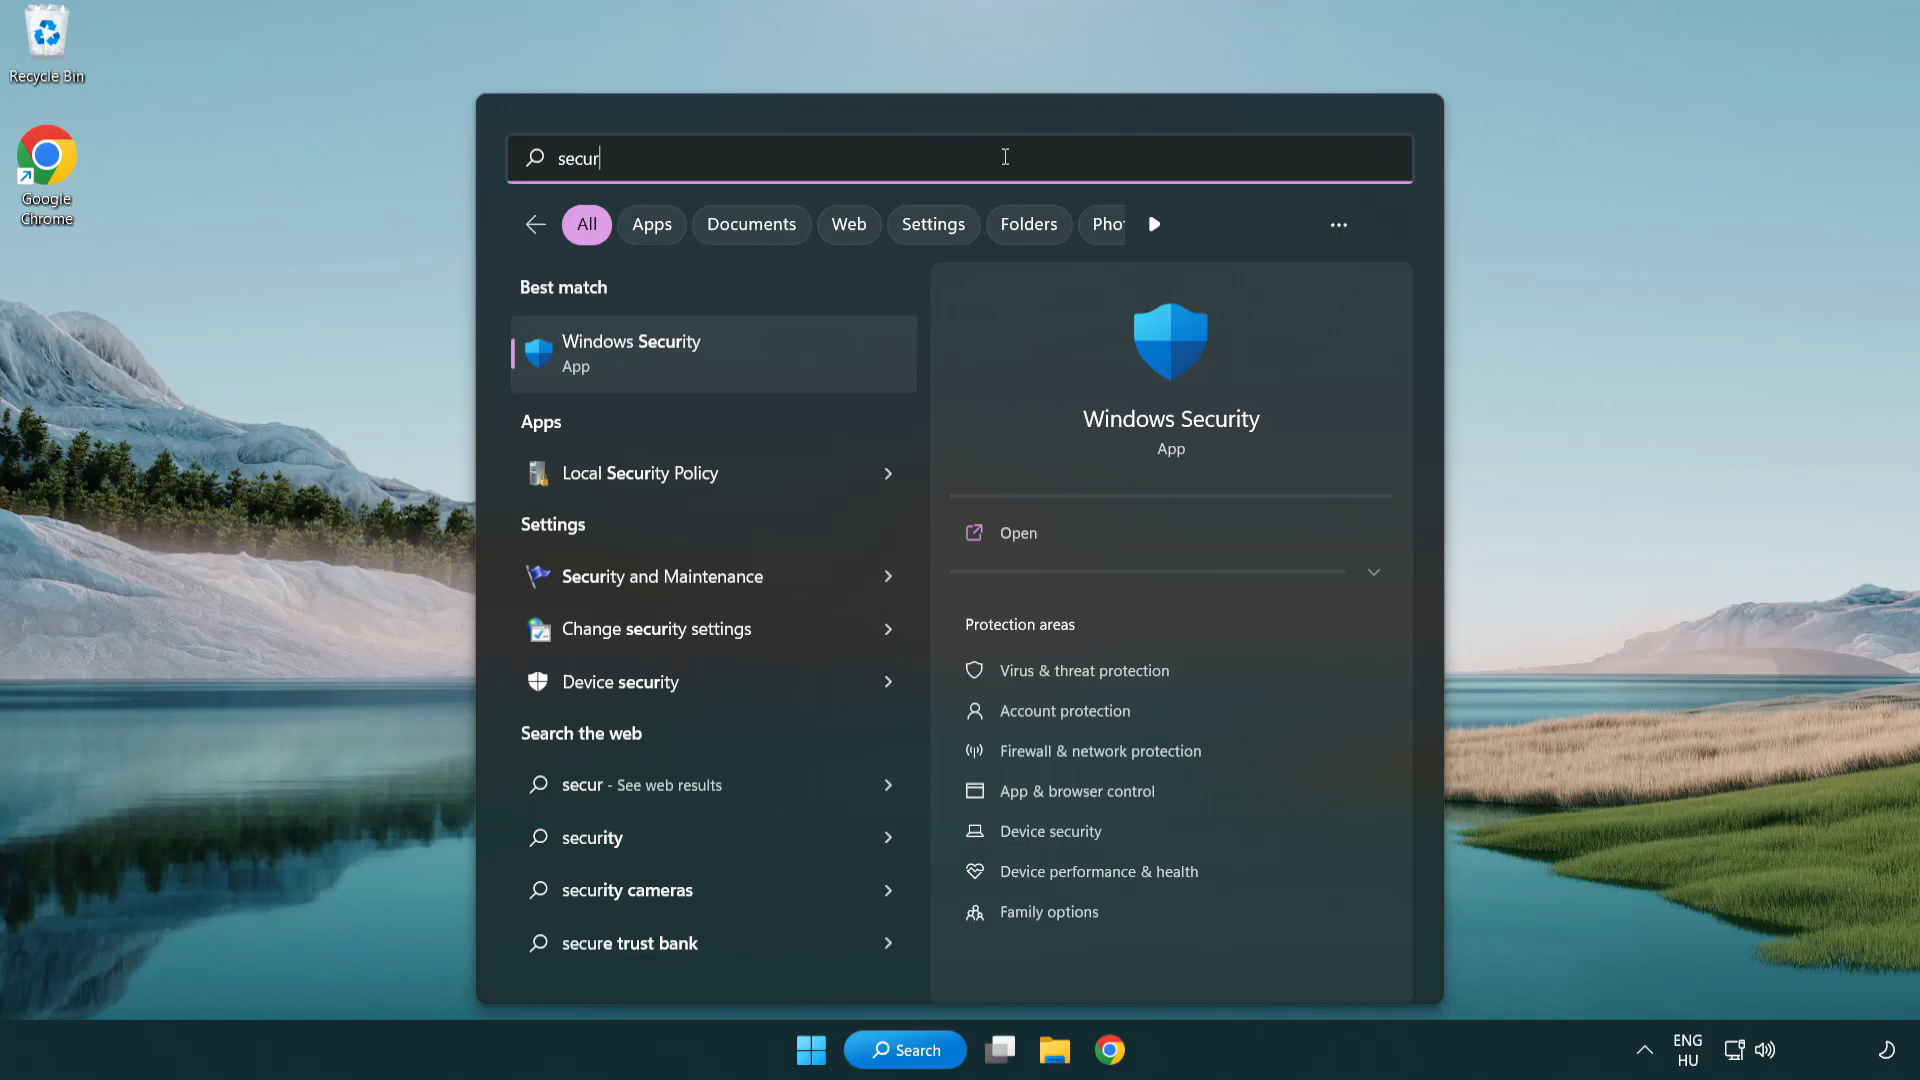 Recycle Bin
Google
Chrome
secur
All
Apps
Documents
Web
Settings
Folders
Pho
Best match
Windows Security
App
Apps
Local Security Policy
Settings
Security and Maintenance
Change security settings
Device security
Search the web
secur - See web results
security
security cameras
secure trust bank
Windows Security
App
Open
Protection areas
Virus & threat protection
Account protection
Firewall & network protection
App & browser control
Device security
Device performance & health
Family options
Search
ENG
HU